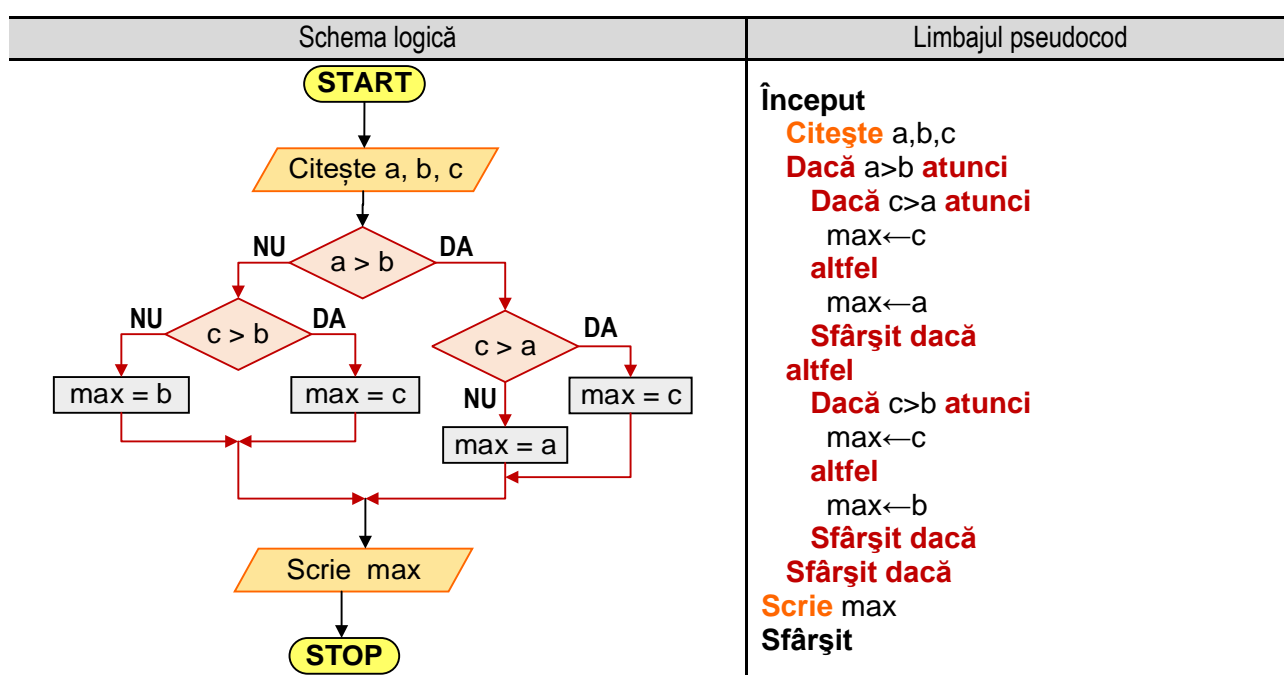 Schema logică
Limbajul pseudocod
START
Citește a, b, c
NU
a > b
DA
NU
c > b
DA
c > a
DA
max = b
max = c
NU
max = c
max = a
Scrie max
STOP
Început
Citeşte a,b,c
Dacă a>b atunci
Dacă c>a atunci
max←c
altfel
max←a
Sfârşit dacă
altfel
Dacă c>b atunci
max←c
altfel
max←b
Sfârşit dacă
Sfârşit dacă
Scrie max
Sfârşit